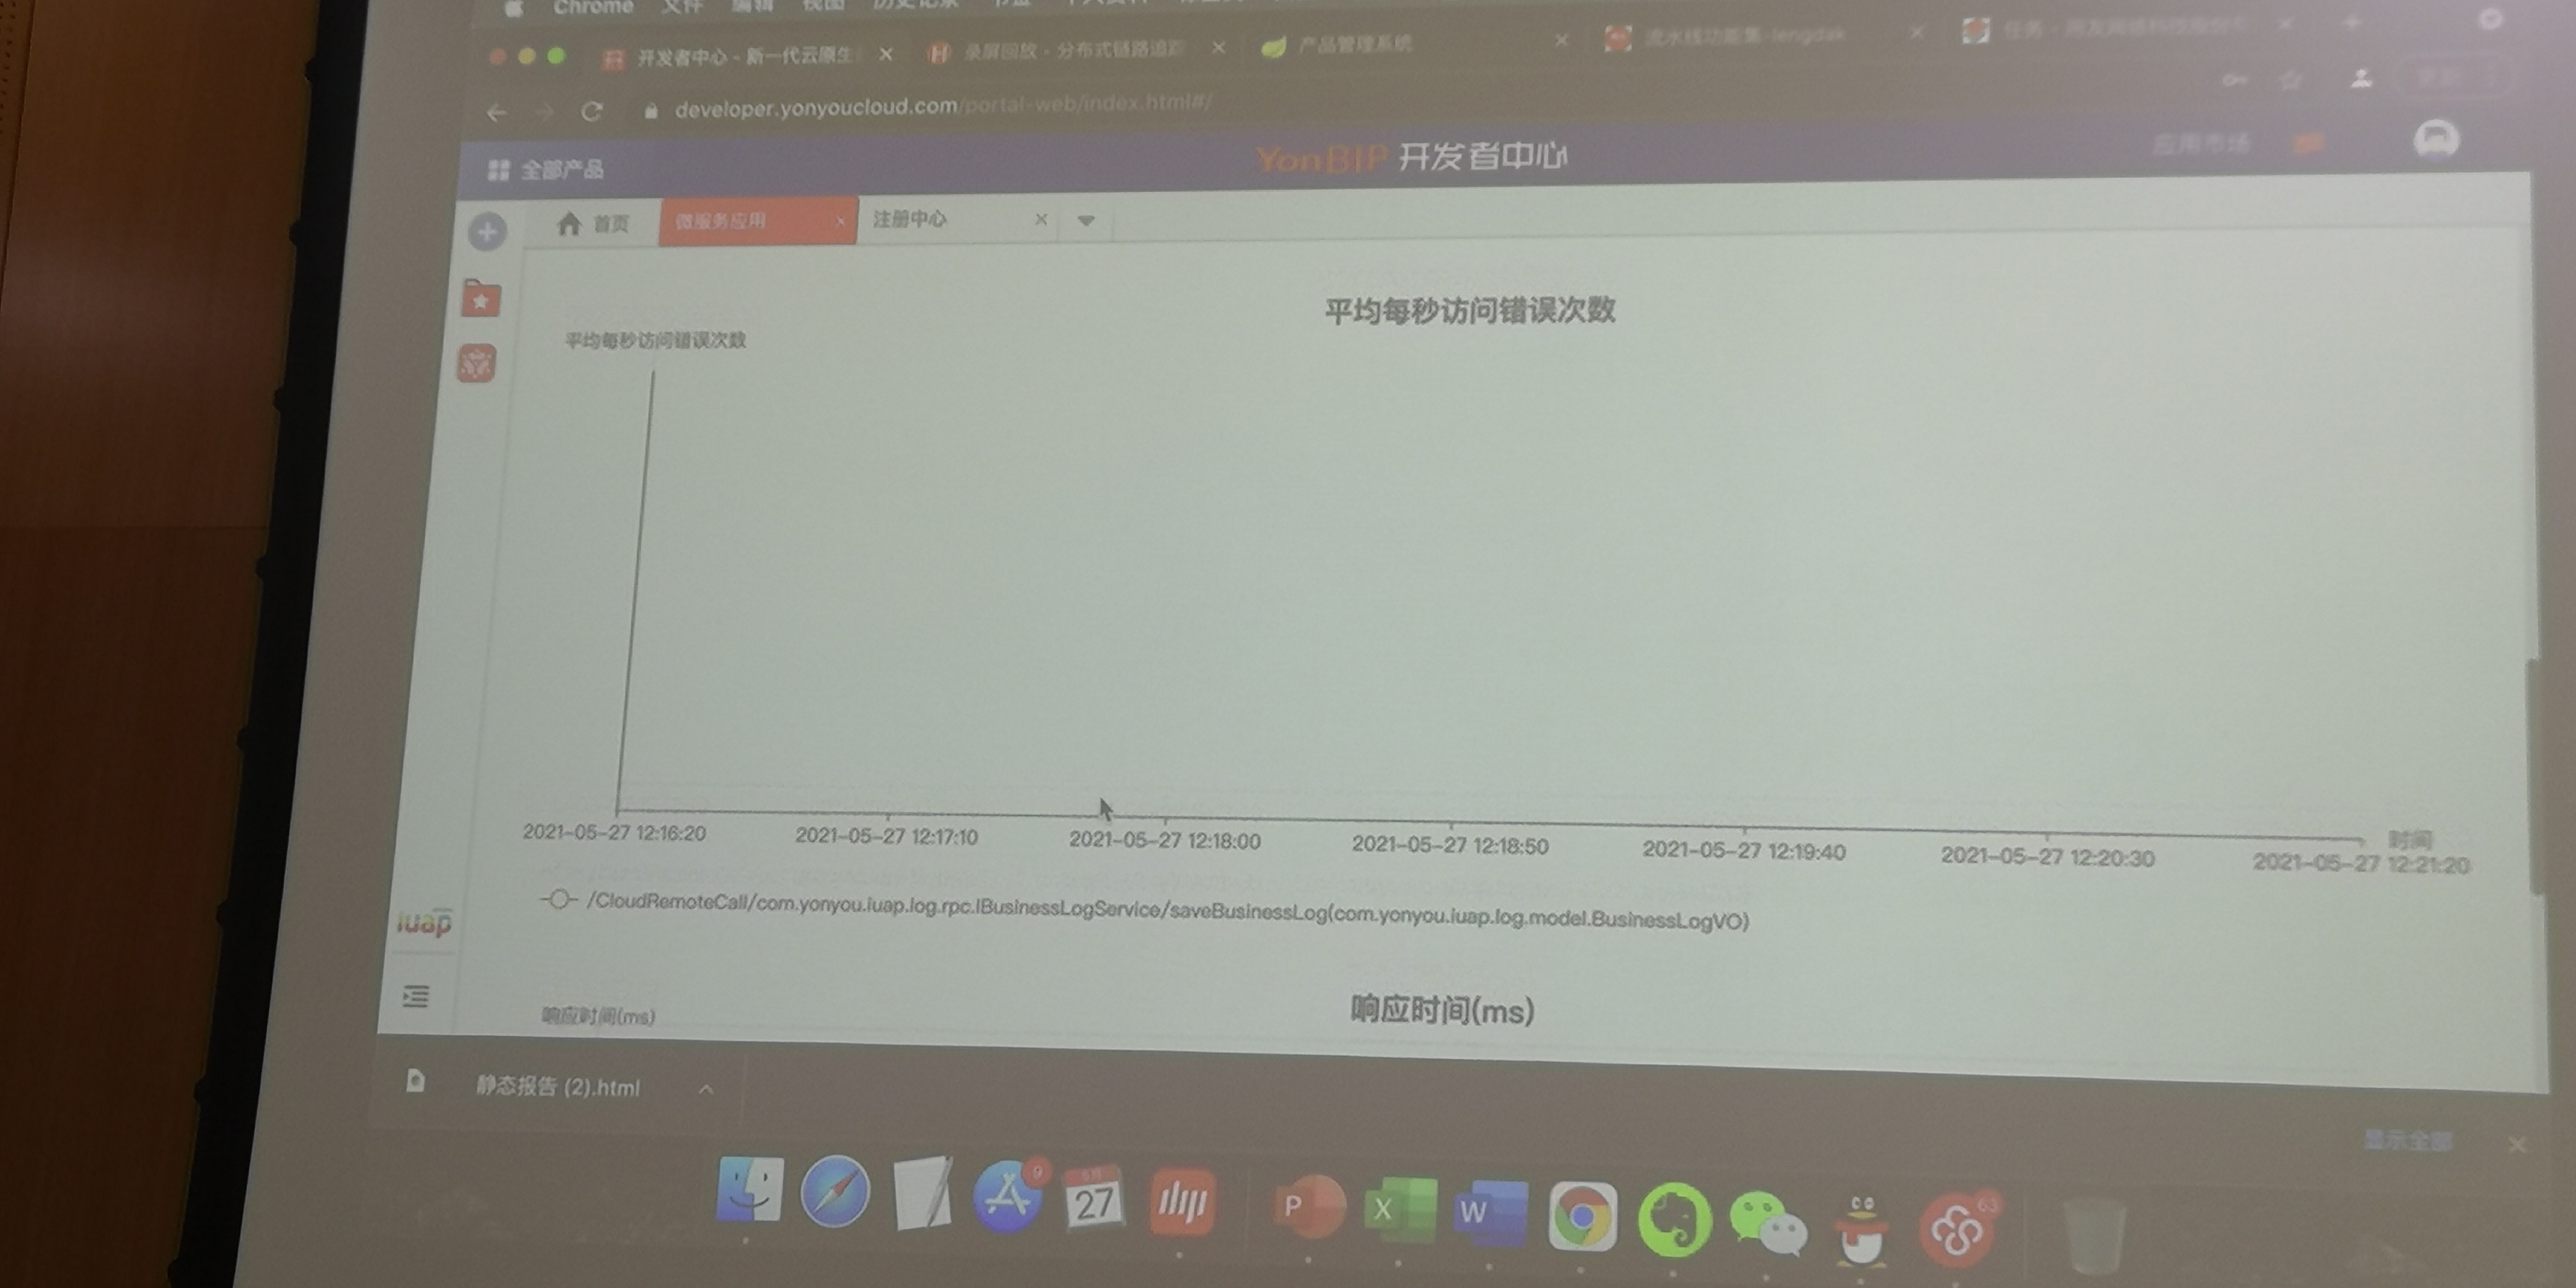 Chrome 文件 编辑 视图 历史记录
开发者中心 - 新一代云原生
录屏回放 - 分布式链路追踪
产品管理系统
流水线功能集-lengdak
developer.yonyoucloud.com/portal-web/index.html#/
全部产品
YonBIP 开发者中心
应用市场
首页
微服务应用
注册中心
平均每秒访问错误次数
平均每秒访问错误次数
2021-05-27 12:16:20
2021-05-27 12:17:10
2021-05-27 12:18:00
2021-05-27 12:18:50
2021-05-27 12:19:40
2021-05-27 12:20:30
时间
2021-05-27 12:21:20
/CloudRemoteCall/com.yonyou.iuap.log.rpc.IBusinessLogService/saveBusinessLog(com.yonyou.iuap.log.model.BusinessLogVO)
iuap
响应时间(ms)
响应时间(ms)
静态报告 (2).html
显示全部
9
5月
27
P
X
W
63